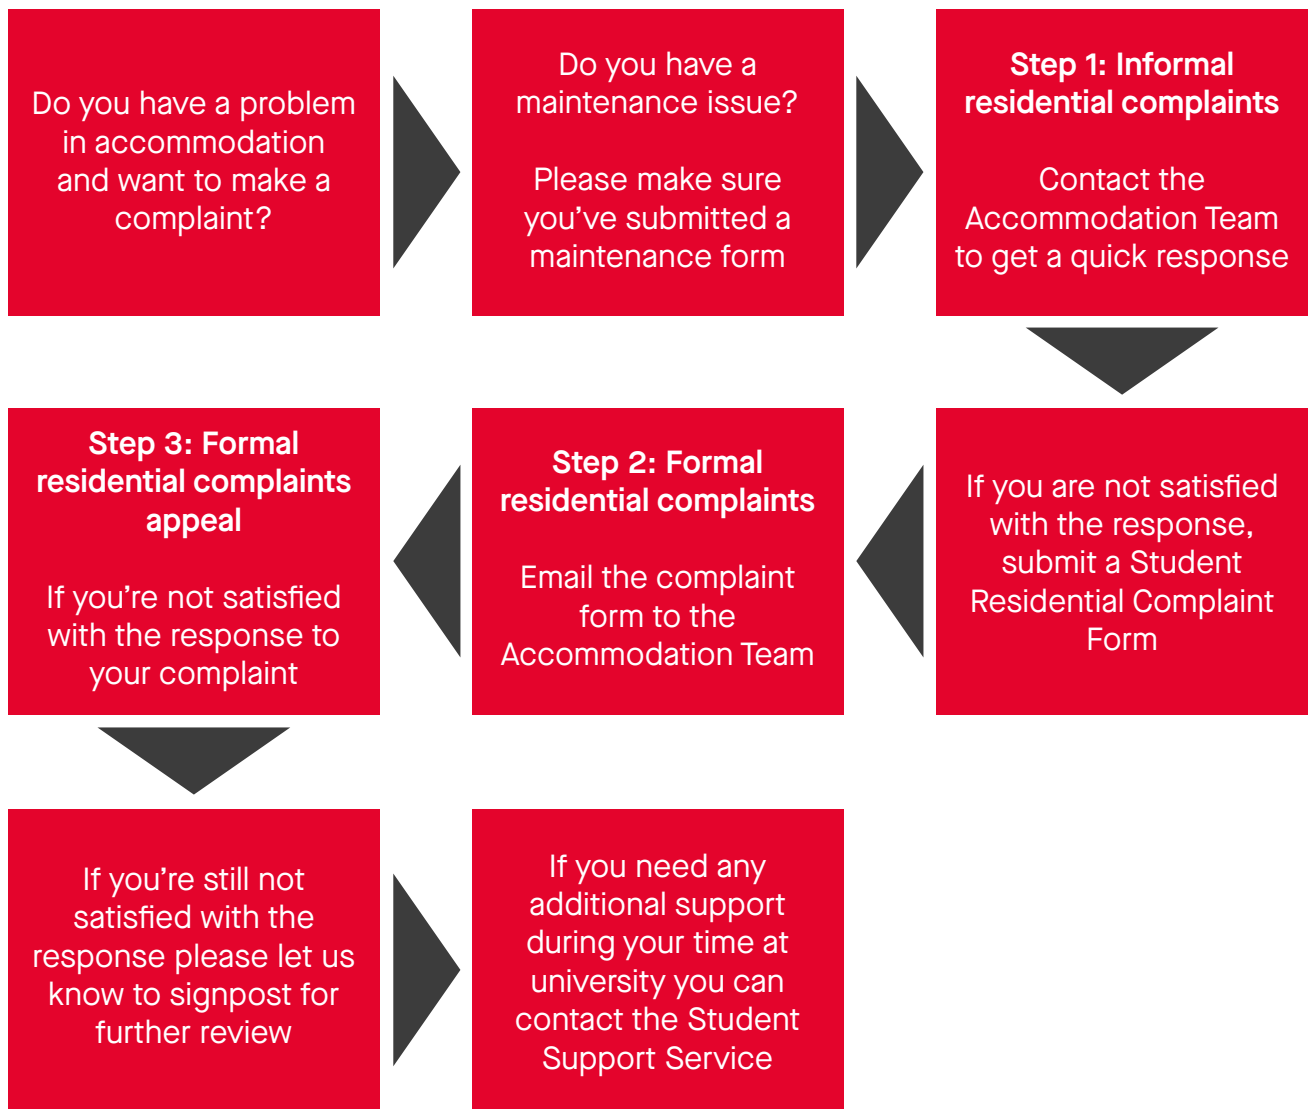 Do you have a problem
in accommodation
and want to make a
complaint?
Do you have a
maintenance issue?
Please make sure
you’ve submitted a
maintenance form
Step 1: Informal
residential complaints
Contact the
Accommodation Team
to get a quick response
If you are not satisfied
with the response,
submit a Student
Residential Complaint
Form
Step 2: Formal
residential complaints
Email the complaint
form to the
Accommodation Team
Step 3: Formal
residential complaints
appeal
If you’re not satisfied
with the response to
your complaint
If you're still not
satisfied with the
response please let us
know to signpost for
further review
If you need any
additional support
during your time at
university you can
contact the Student
Support Service